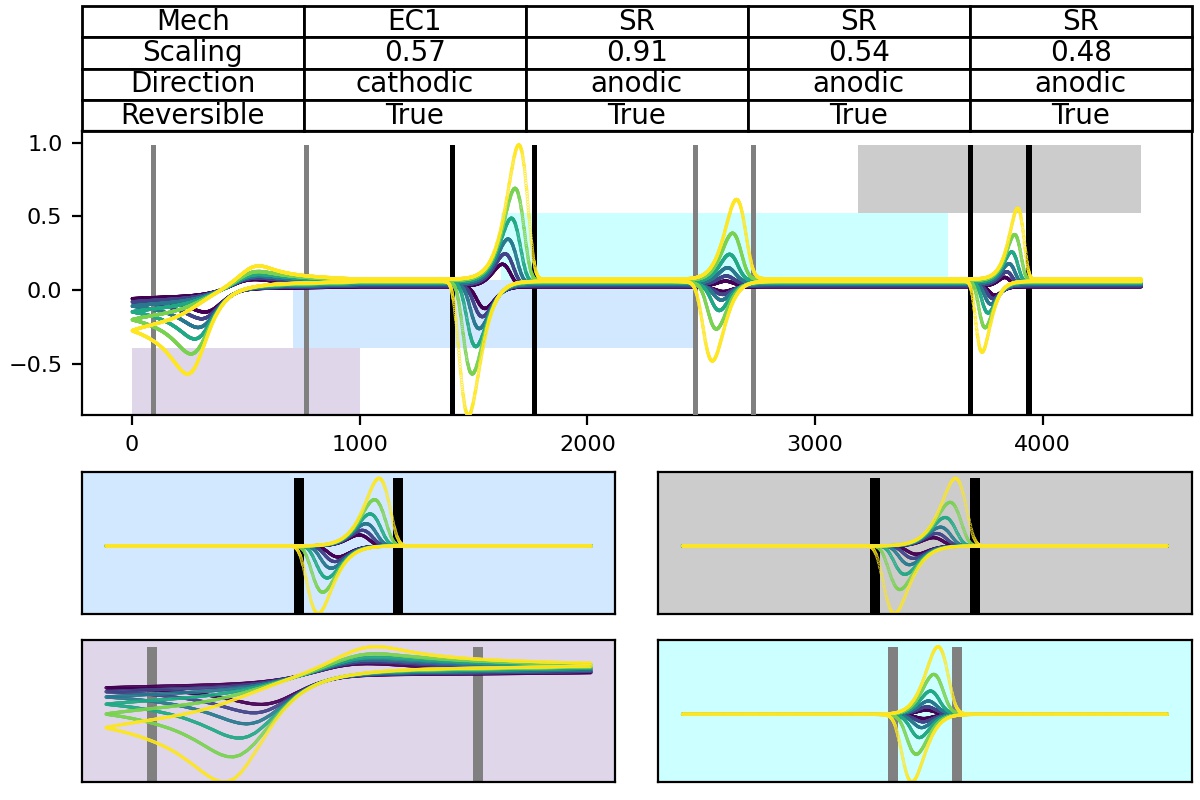 Mech EC1 SR SR SR
Scaling 0.57 0.91 0.54 0.48
Direction cathodic anodic anodic anodic
Reversible True True True True
1.0
0.5
0.0
−0.5
0 1000 2000 3000 4000